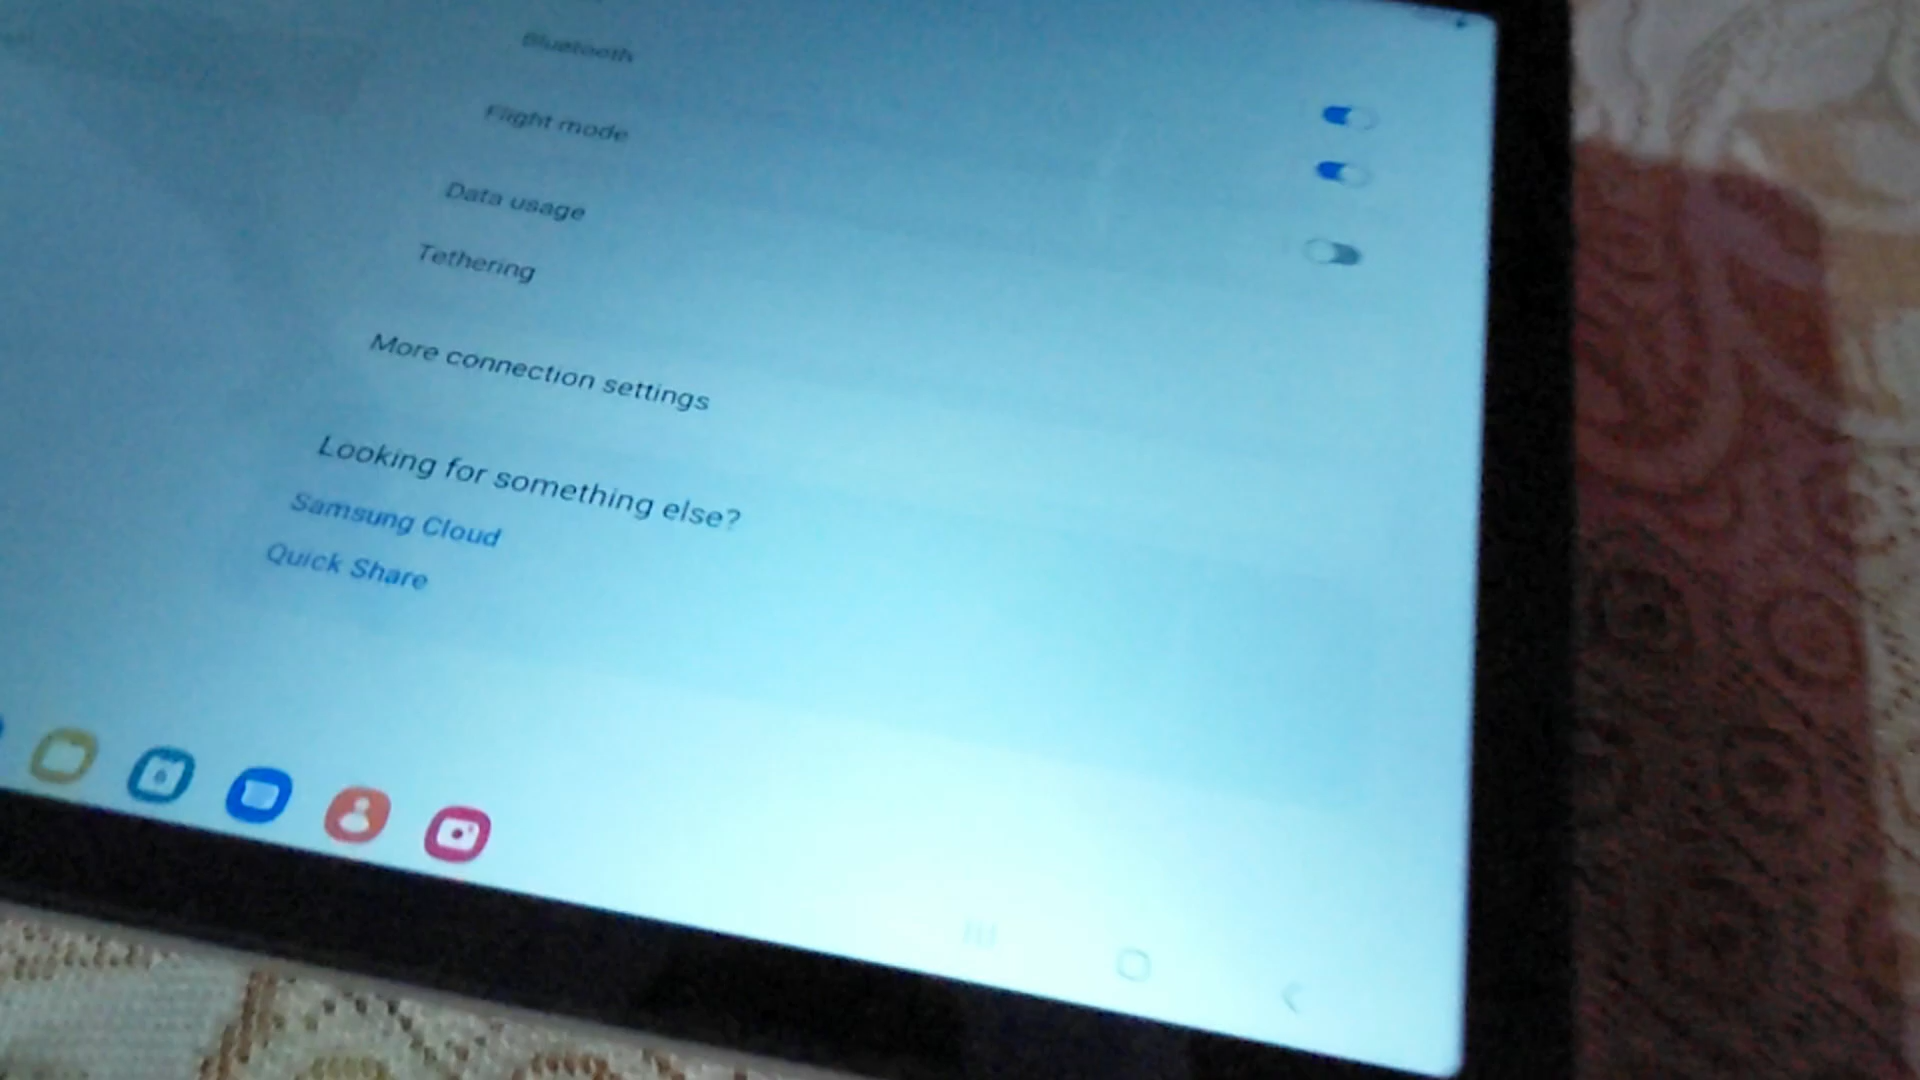 Bluetooth
Flight mode
Data usage
Tethering
More connection settings
Looking for something else?
Samsung Cloud
Quick Share